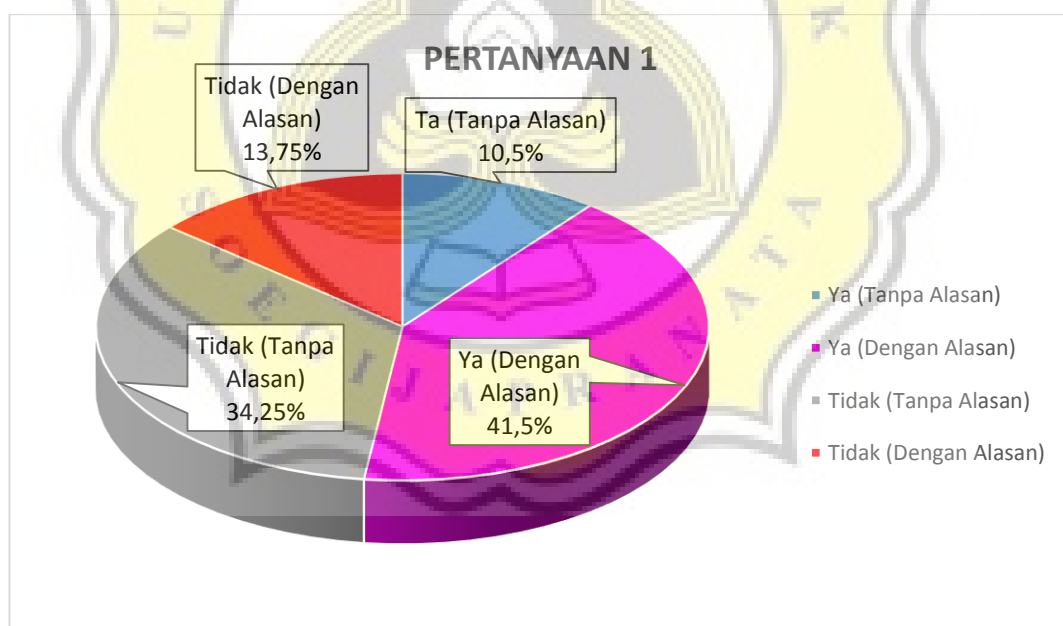 PERTANYAAN 1
Tidak (Dengan
Alasan)
13,75%
Ta (Tanpa Alasan)
10,5%
Tidak (Tanpa
Alasan)
34,25%
Ya (Dengan
Alasan)
41,5%
Ya (Tanpa Alasan)
Ya (Dengan Alasan)
Tidak (Tanpa Alasan)
Tidak (Dengan Alasan)
SOEGIJAPRANATA